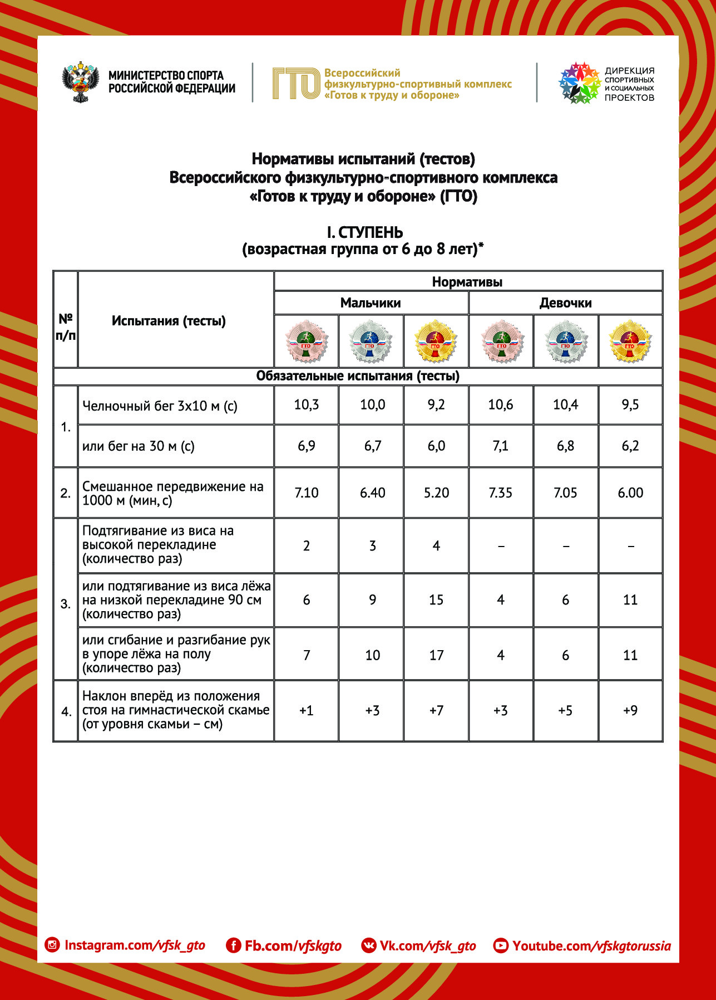 МИНИСТЕРСТВО СПОРТА
РОССИЙСКОЙ ФЕДЕРАЦИИ
ГТО
Всероссийский
физкультурно-спортивный комплекс
«Готов к труду и обороне»
ДИРЕКЦИЯ
СПОРТИВНЫХ
И СОЦИАЛЬНЫХ
ПРОЕКТОВ
Нормативы испытаний (тестов)
Всероссийского физкультурно-спортивного комплекса
«Готов к труду и обороне» (ГТО)
I. СТУПЕНЬ
(возрастная группа от 6 до 8 лет)*
№
п/п
Испытания (тесты)
Нормативы
Мальчики
Девочки
ГТО
ГТО
ГТО
ГТО
ГТО
ГТО
Обязательные испытания (тесты)
1.
Челночный бег 3х10 м (с)
10,3
10,0
9,2
10,6
10,4
9,5
или бег на 30 м (с)
6,9
6,7
6,0
7,1
6,8
6,2
2.
Смешанное передвижение на
1000 м (мин, с)
7.10
6.40
5.20
7.35
7.05
6.00
3.
Подтягивание из виса на
высокой перекладине
(количество раз)
2
3
4
–
–
–
или подтягивание из виса лёжа
на низкой перекладине 90 см
(количество раз)
6
9
15
4
6
11
или сгибание и разгибание рук
в упоре лёжа на полу
(количество раз)
7
10
17
4
6
11
4.
Наклон вперёд из положения
стоя на гимнастической скамье
(от уровня скамьи – см)
+1
+3
+7
+3
+5
+9
Instagram.com/vfsk_gto
Fb.com/vfskgto
Vk.com/vfsk_gto
Youtube.com/vfskgtorussia